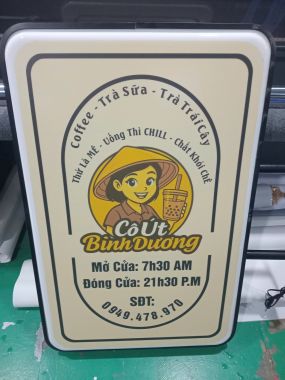 Coffee - Trà Sữa - Trà Trái Cây
Thử Là MÊ - Uống Thì CHILL - Chất Khỏi Chê
Cô Út
Bình Dương
Mở Cửa: 7h30 AM
Đóng Cửa: 21h30 P.M
SĐT:
0949.478.970